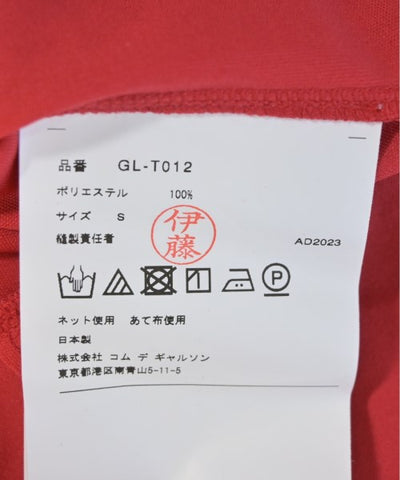 品番 GL-T012
ポリエステル 100%
サイズ S
縫製責任者 伊藤 AD2023
P
ネット使用 あて布使用
日本製
株式会社 コム デ ギャルソン
東京都港区南青山5-11-5